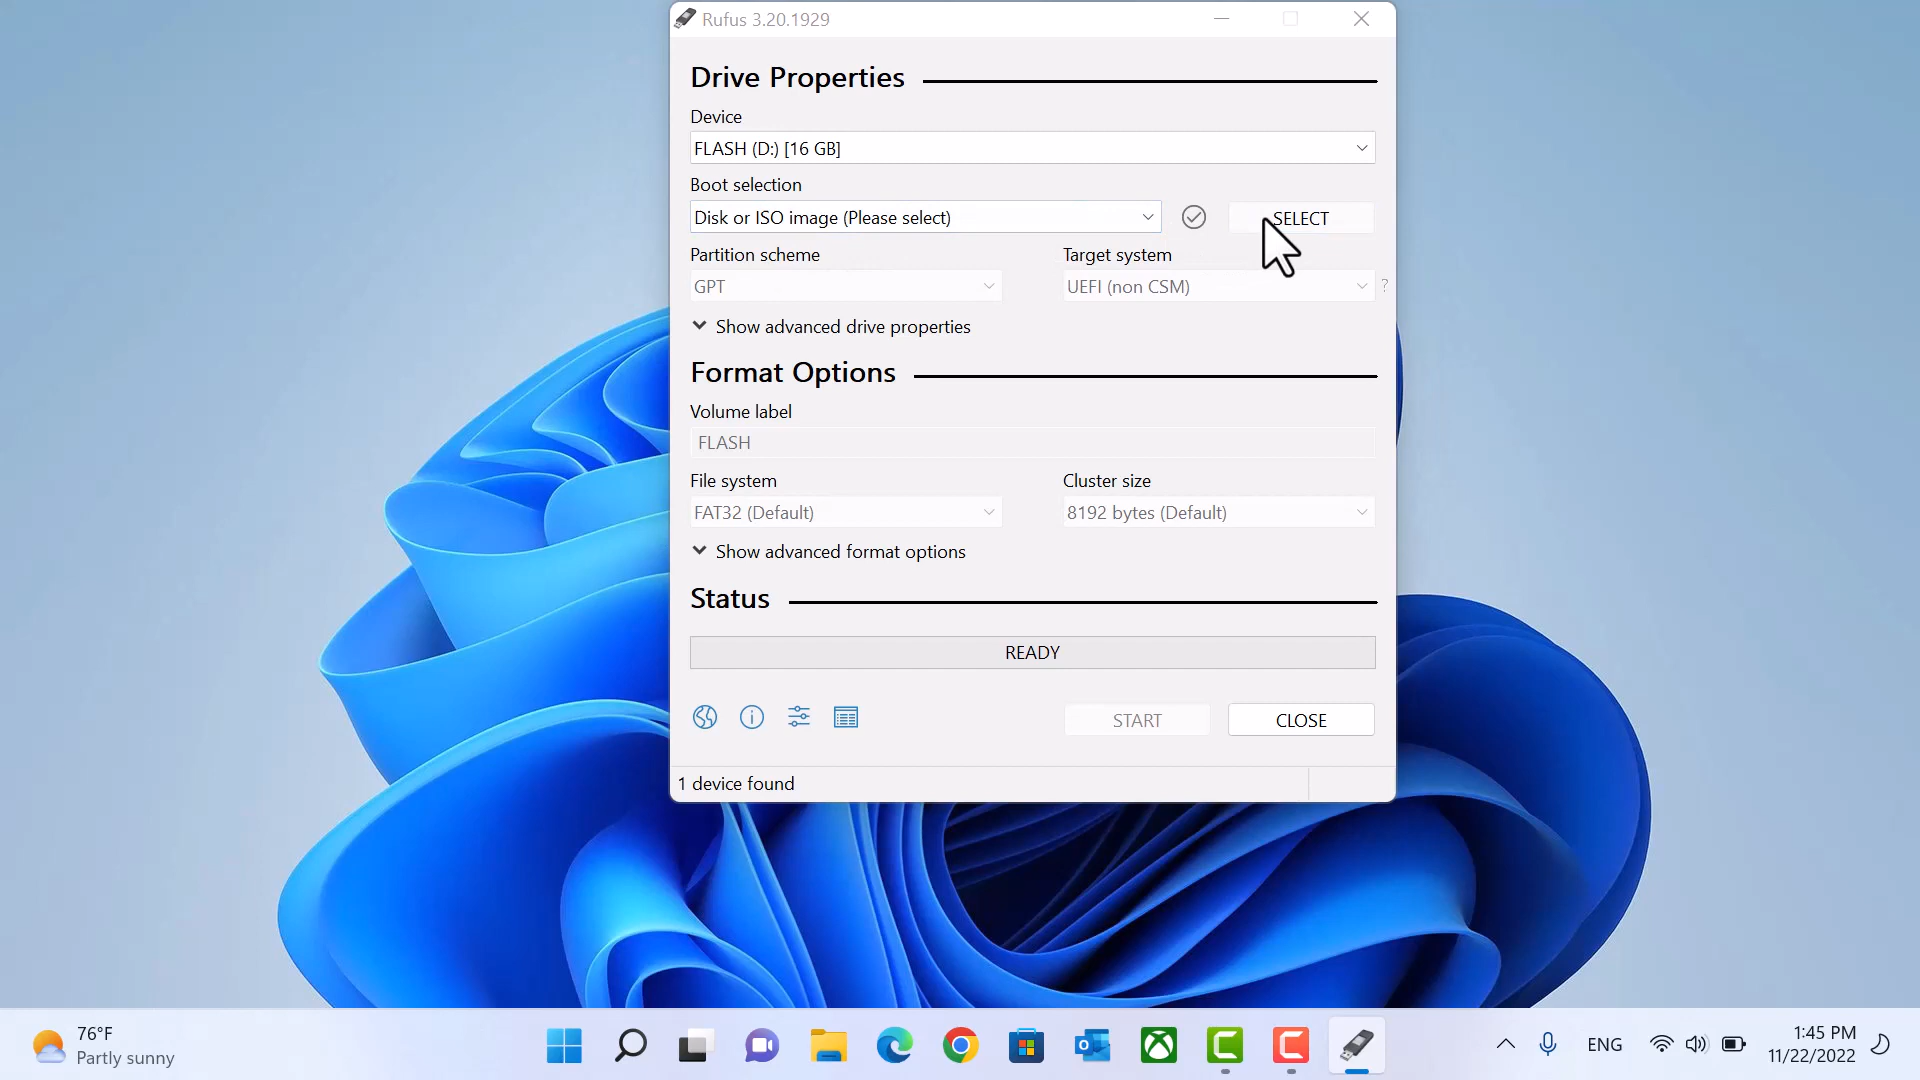 Rufus 3.20.1929
Drive Properties
Device
FLASH (D:) [16 GB]
Boot selection
Disk or ISO image (Please select)
SELECT
Partition scheme
Target system
GPT
UEFI (non CSM)
?
Show advanced drive properties
Format Options
Volume label
FLASH
File system
Cluster size
FAT32 (Default)
8192 bytes (Default)
Show advanced format options
Status
READY
START
CLOSE
1 device found
76°F
Partly sunny
ENG
1:45 PM
11/22/2022